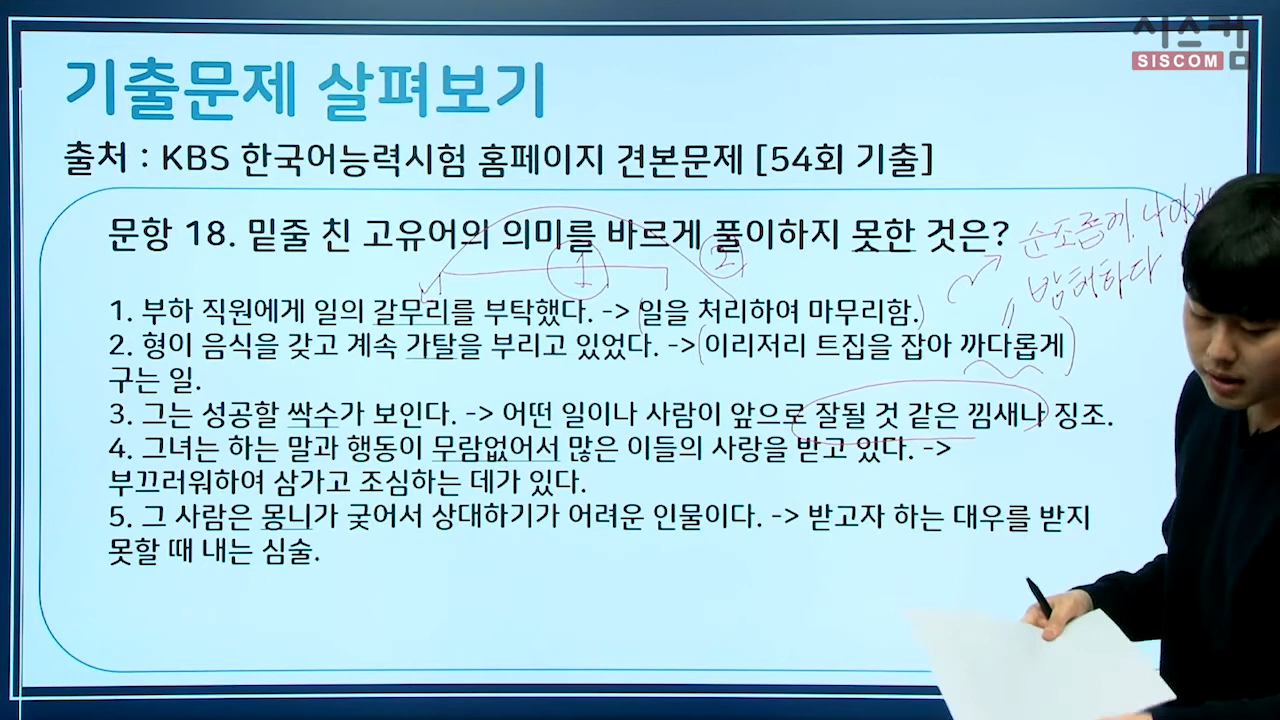 시스컴
SISCOM
기출문제 살펴보기
출처 : KBS 한국어능력시험 홈페이지 견본문제 [54회 기출]
문항 18. 밑줄 친 고유어의 의미를 바르게 풀이하지 못한 것은?
1. 부하 직원에게 일의 갈무리를 부탁했다. -> 일을 처리하여 마무리함.
2. 형이 음식을 갖고 계속 가탈을 부리고 있었다. -> 이리저리 트집을 잡아 까다롭게
구는 일.
3. 그는 성공할 싹수가 보인다. -> 어떤 일이나 사람이 앞으로 잘될 것 같은 낌새나 징조.
4. 그녀는 하는 말과 행동이 무람없어서 많은 이들의 사랑을 받고 있다. ->
부끄러워하여 삼가고 조심하는 데가 있다.
5. 그 사람은 몽니가 궂어서 상대하기가 어려운 인물이다. -> 받고자 하는 대우를 받지
못할 때 내는 심술.
1
2
순조롭게